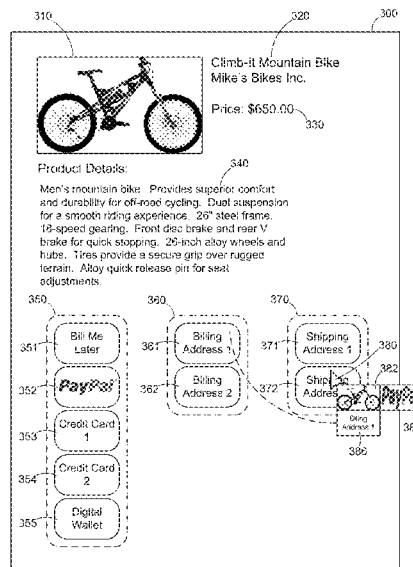 310
320
300
Climb-it Mountain Bike
Mike's Bikes Inc.
Price: $650.00
330
Product Details:
340
Men's mountain bike. Provides superior comfort
and durability for off-road cycling. Dual suspension
for a smooth riding experience. 26" steel frame.
18-speed gearing. Front disc brake and rear V
brake for quick stopping. 26-inch alloy wheels and
hubs. Tires provide a secure grip over rugged
terrain. Alloy quick release pin for seat
adjustments.
350
360
370
351
Bill Me
Later
361
Billing
Address 1
371
Shipping
Address 1
380
352
PayPal
362
Billing
Address 2
372
382
353
Credit Card
1
Billing
Address 1
386
354
Credit Card
2
355
Digital
Wallet